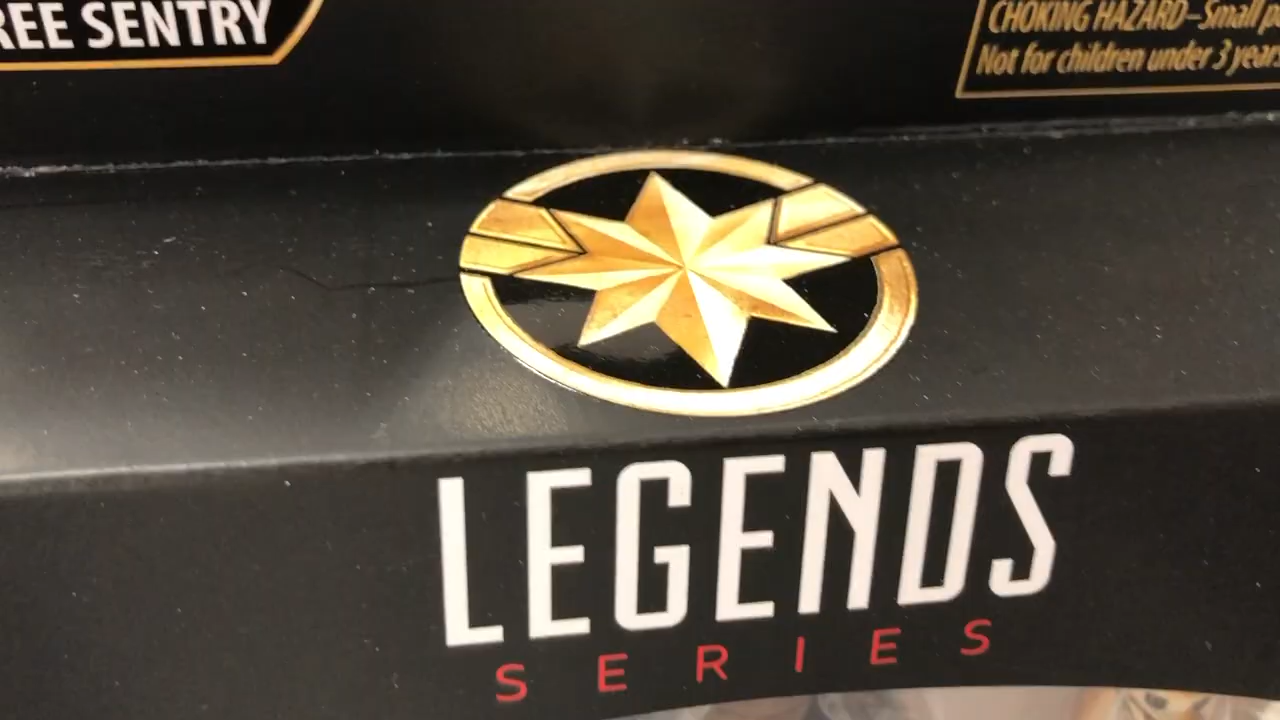 REE SENTRY
CHOKING HAZARD–Small p
Not for children under 3 years
LEGENDS
SERIES